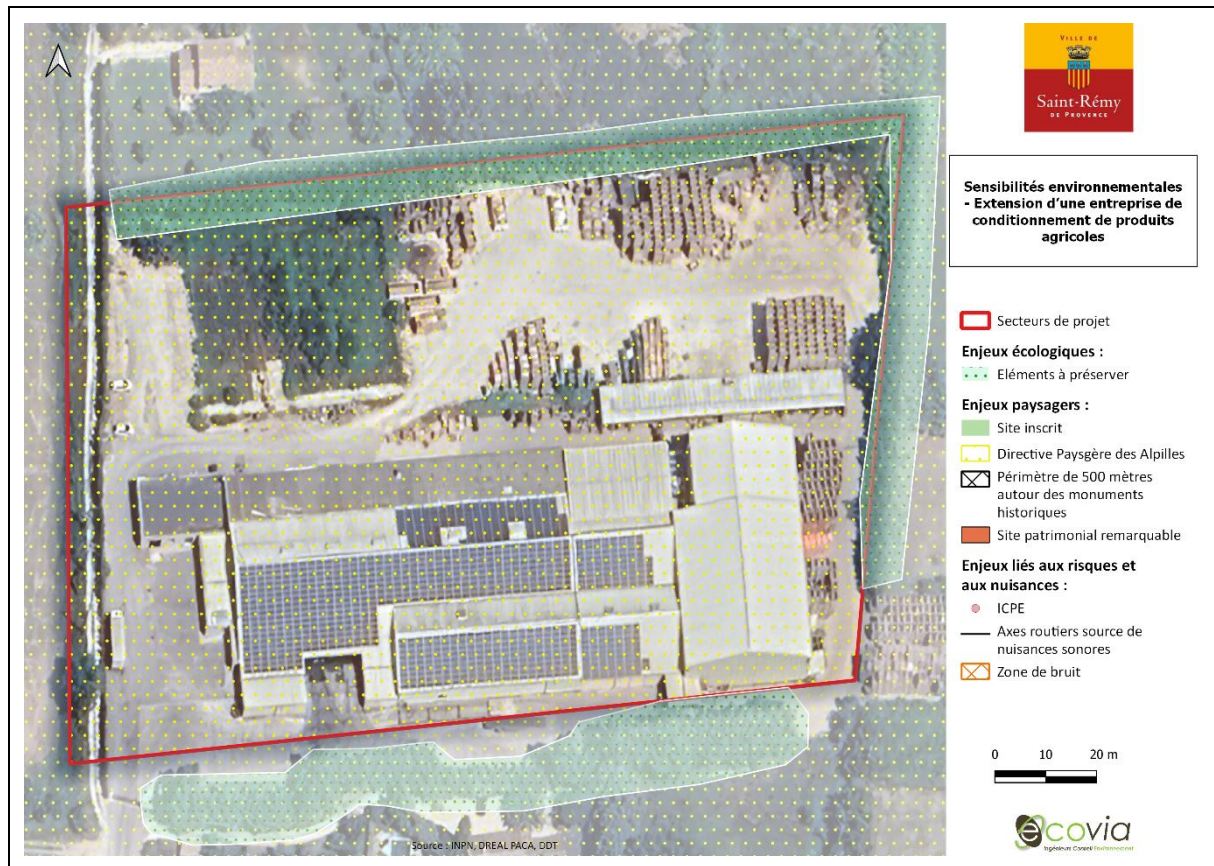 VILLE DE
Saint-Rémy
DE PROVENCE
Sensibilités environnementales
- Extension d'une entreprise de
conditionnement de produits
agricoles
Secteurs de projet
Enjeux écologiques :
Eléments à préserver
Enjeux paysagers :
Site inscrit
Directive Paysgère des Alpilles
Périmètre de 500 mètres
autour des monuments
historiques
Site patrimonial remarquable
Enjeux liés aux risques et
aux nuisances :
ICPE
Axes routiers source de
nuisances sonores
Zone de bruit
0 10 20 m
ecovia
Ingénieurs Conseil Environnement
Source : INPN, DREAL PACA, DDT